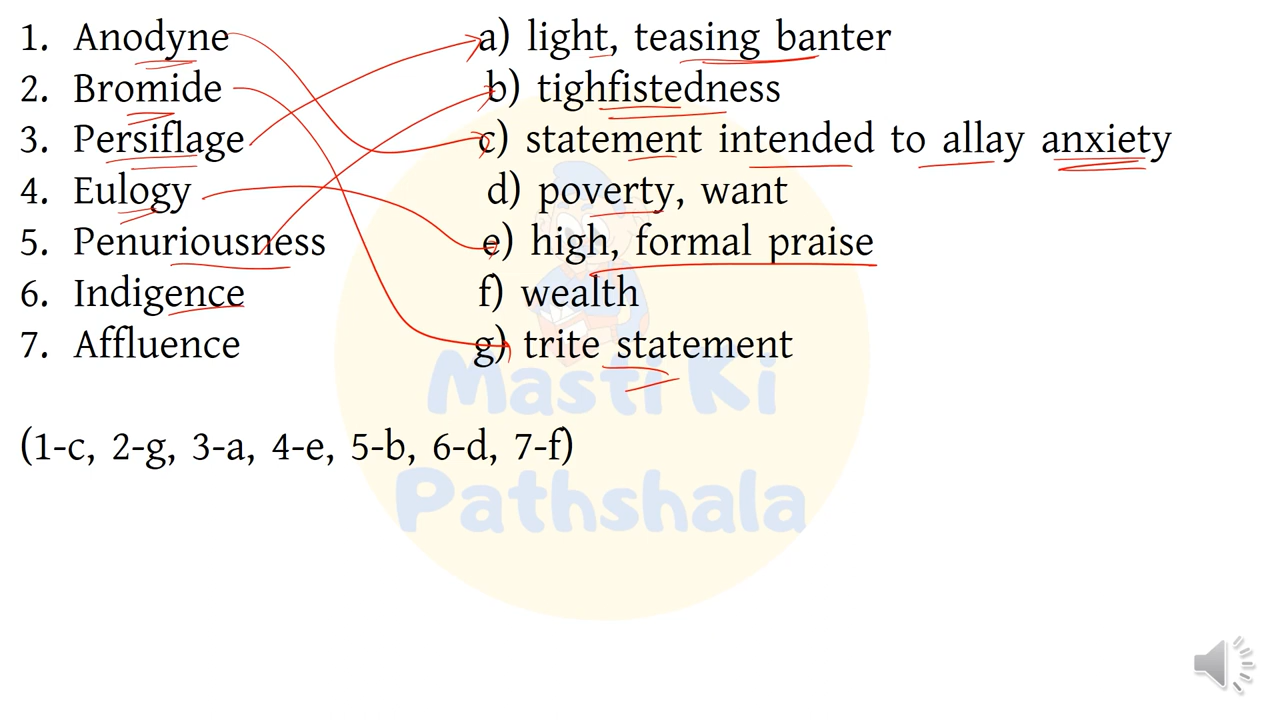 1. Anodyne a) light, teasing banter
2. Bromide b) tighfistedness
3. Persiflage c) statement intended to allay anxiety
4. Eulogy d) poverty, want
5. Penuriousness e) high, formal praise
6. Indigence f) wealth
7. Affluence g) trite statement
Masti Ki
(1-c, 2-g, 3-a, 4-e, 5-b, 6-d, 7-f)
Pathshala